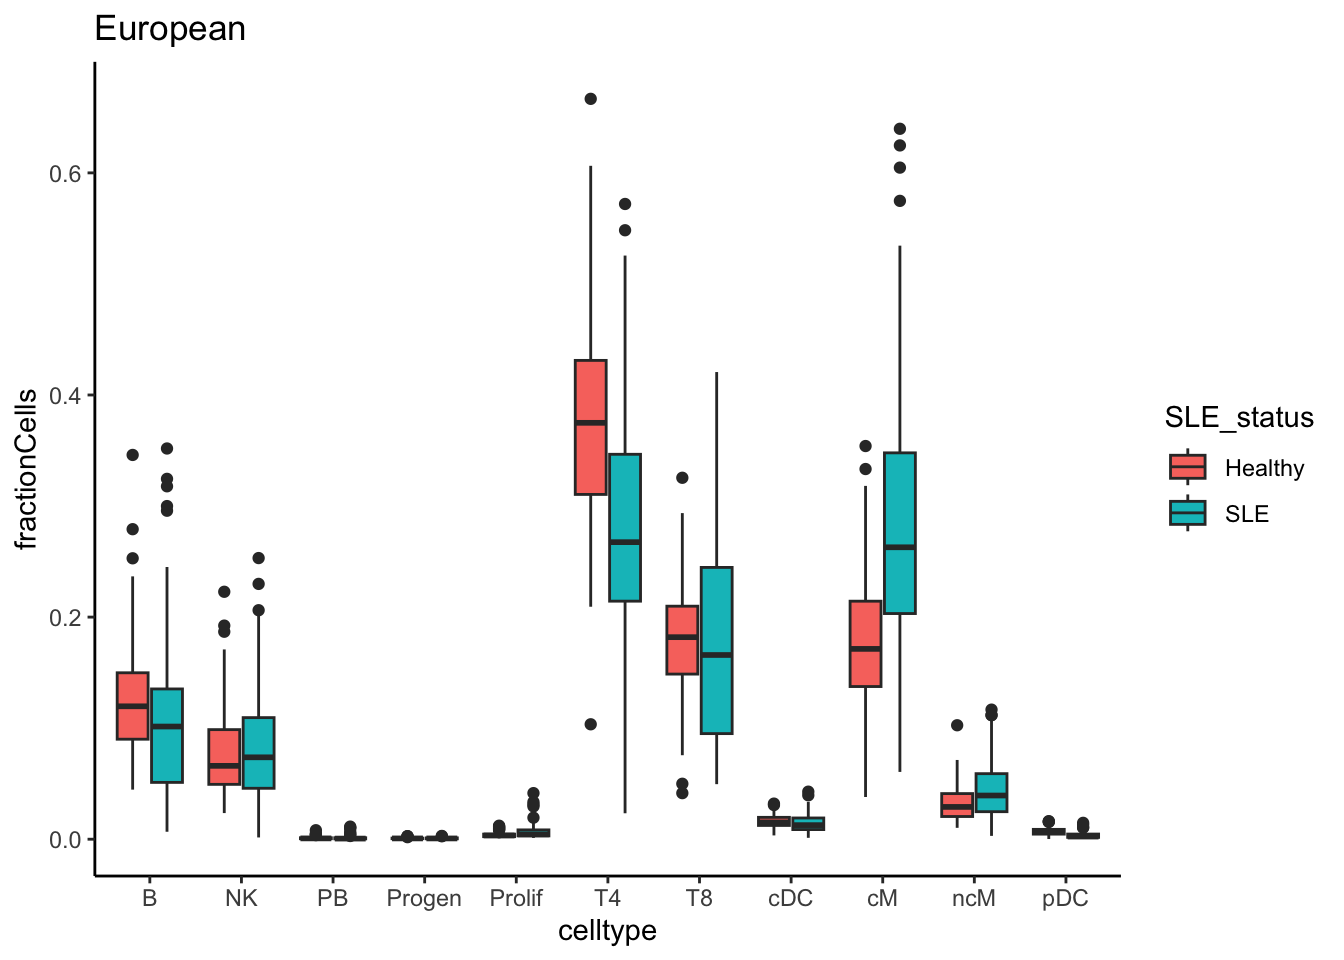 European
fractionCells
0.6
0.4
0.2
0.0
B NK PB Progen Prolif T4 T8 cDC cM ncM pDC
celltype
SLE_status
Healthy
SLE